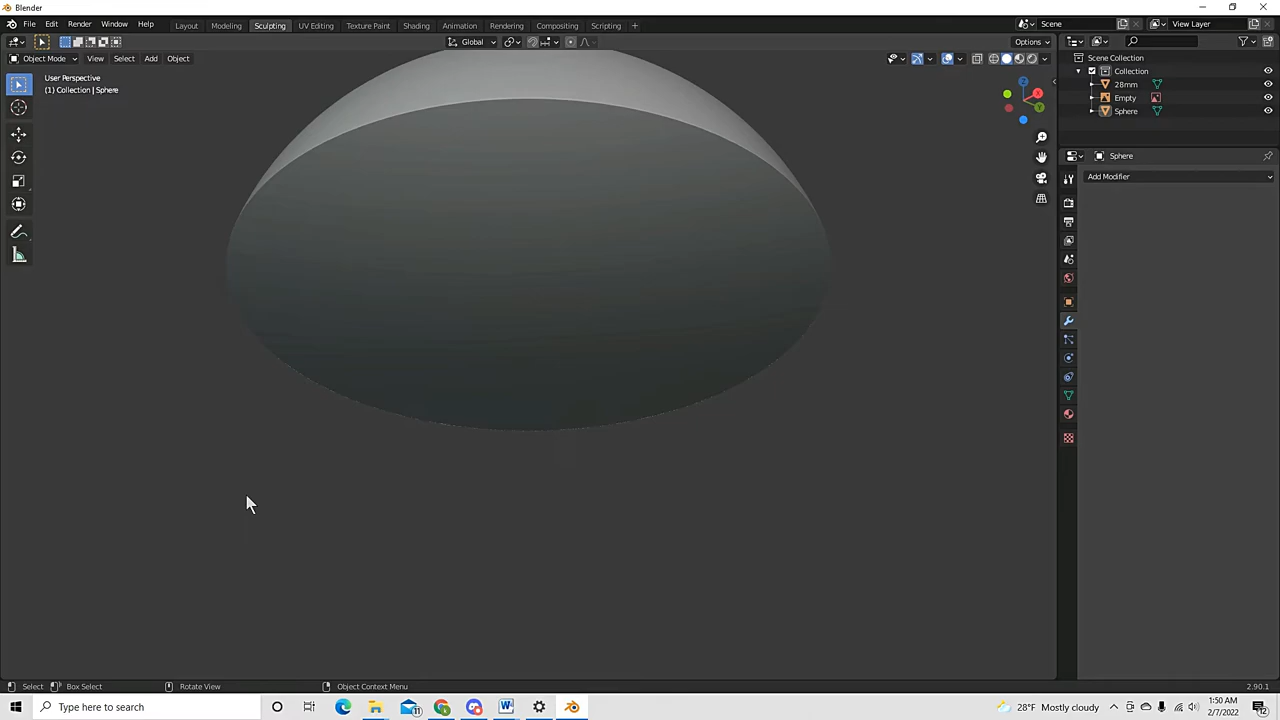 Blender
File Edit Render Window Help Layout Modeling Sculpting UV Editing Texture Paint Shading Animation Rendering Compositing Scripting + Scene View Layer
Global Options
Object Mode View Select Add Object
User Perspective
(1) Collection | Sphere
Scene Collection
Collection
28mm
Empty
Sphere
Sphere
Add Modifier
Select Box Select Rotate View Object Context Menu 2.90.1
Type here to search
28°F Mostly cloudy
1:50 AM
2/7/2022